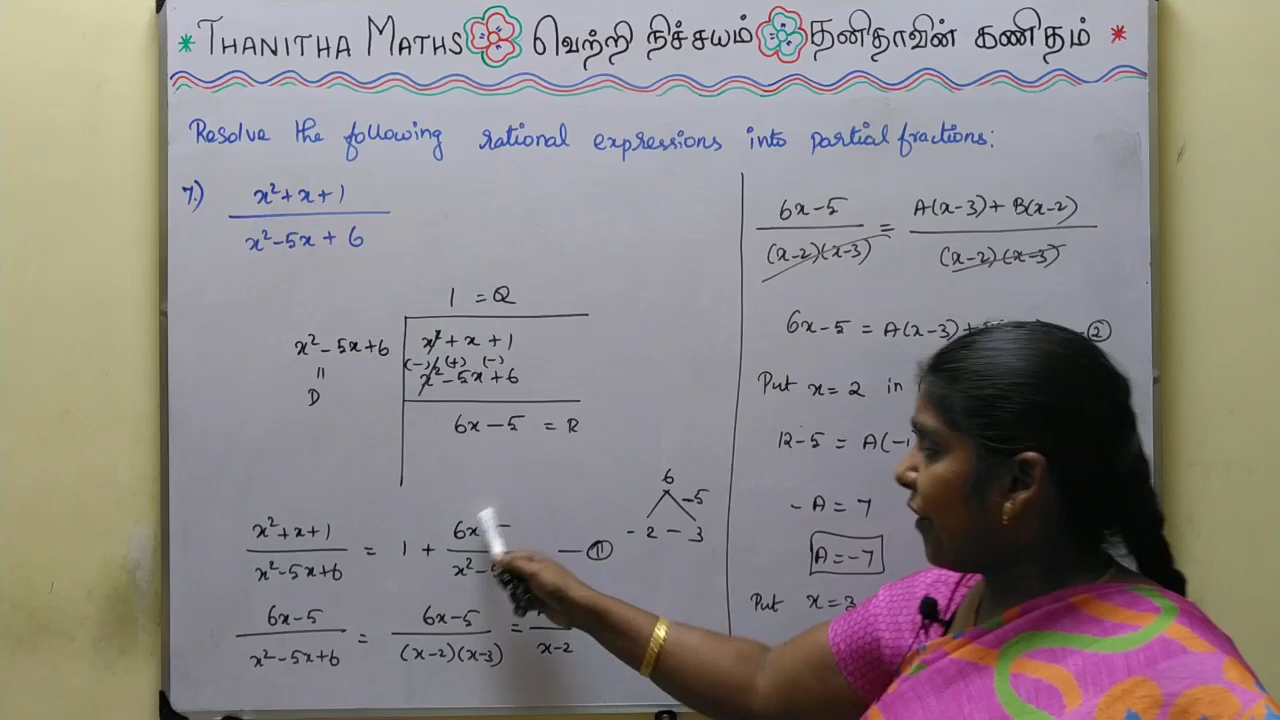 * THANITHA MATHS வெற்றி நிச்சயம் தனிதாவின் கணிதம் *
Resolve the following rational expressions into partial fractions:
7.) x²+x+1 / x²-5x+6
1 = Q
x²-5x+6 | x²+x+1
(-) (+) (-)
x²-5x+6
"
D
6x-5 = R
6
-5
-2 -3
x²+x+1 / x²-5x+6 = 1 + 6x / x²- — ①
6x-5 / x²-5x+6 = 6x-5 / (x-2)(x-3) = / x-2
6x-5 / (x-2)(x-3) = A(x-3)+B(x-2) / (x-2)(x-3)
6x-5 = A(x-3)+ ②
Put x=2 in
12-5 = A(-
-A = 7
A = -7
Put x=3